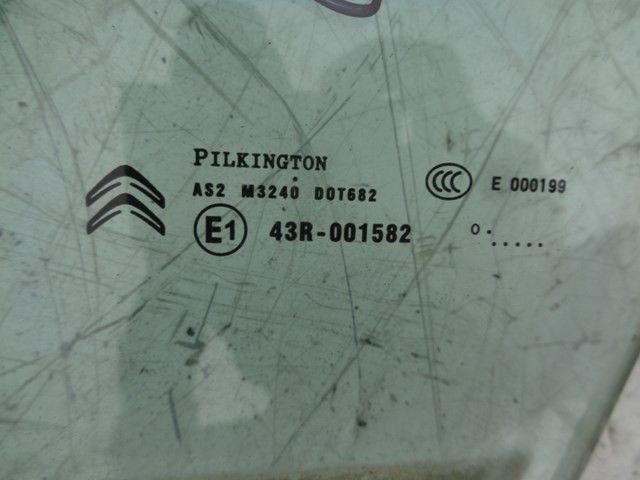 PILKINGTON
AS2 M3240 DOT682
CCC E 000199
E1 43R-001582